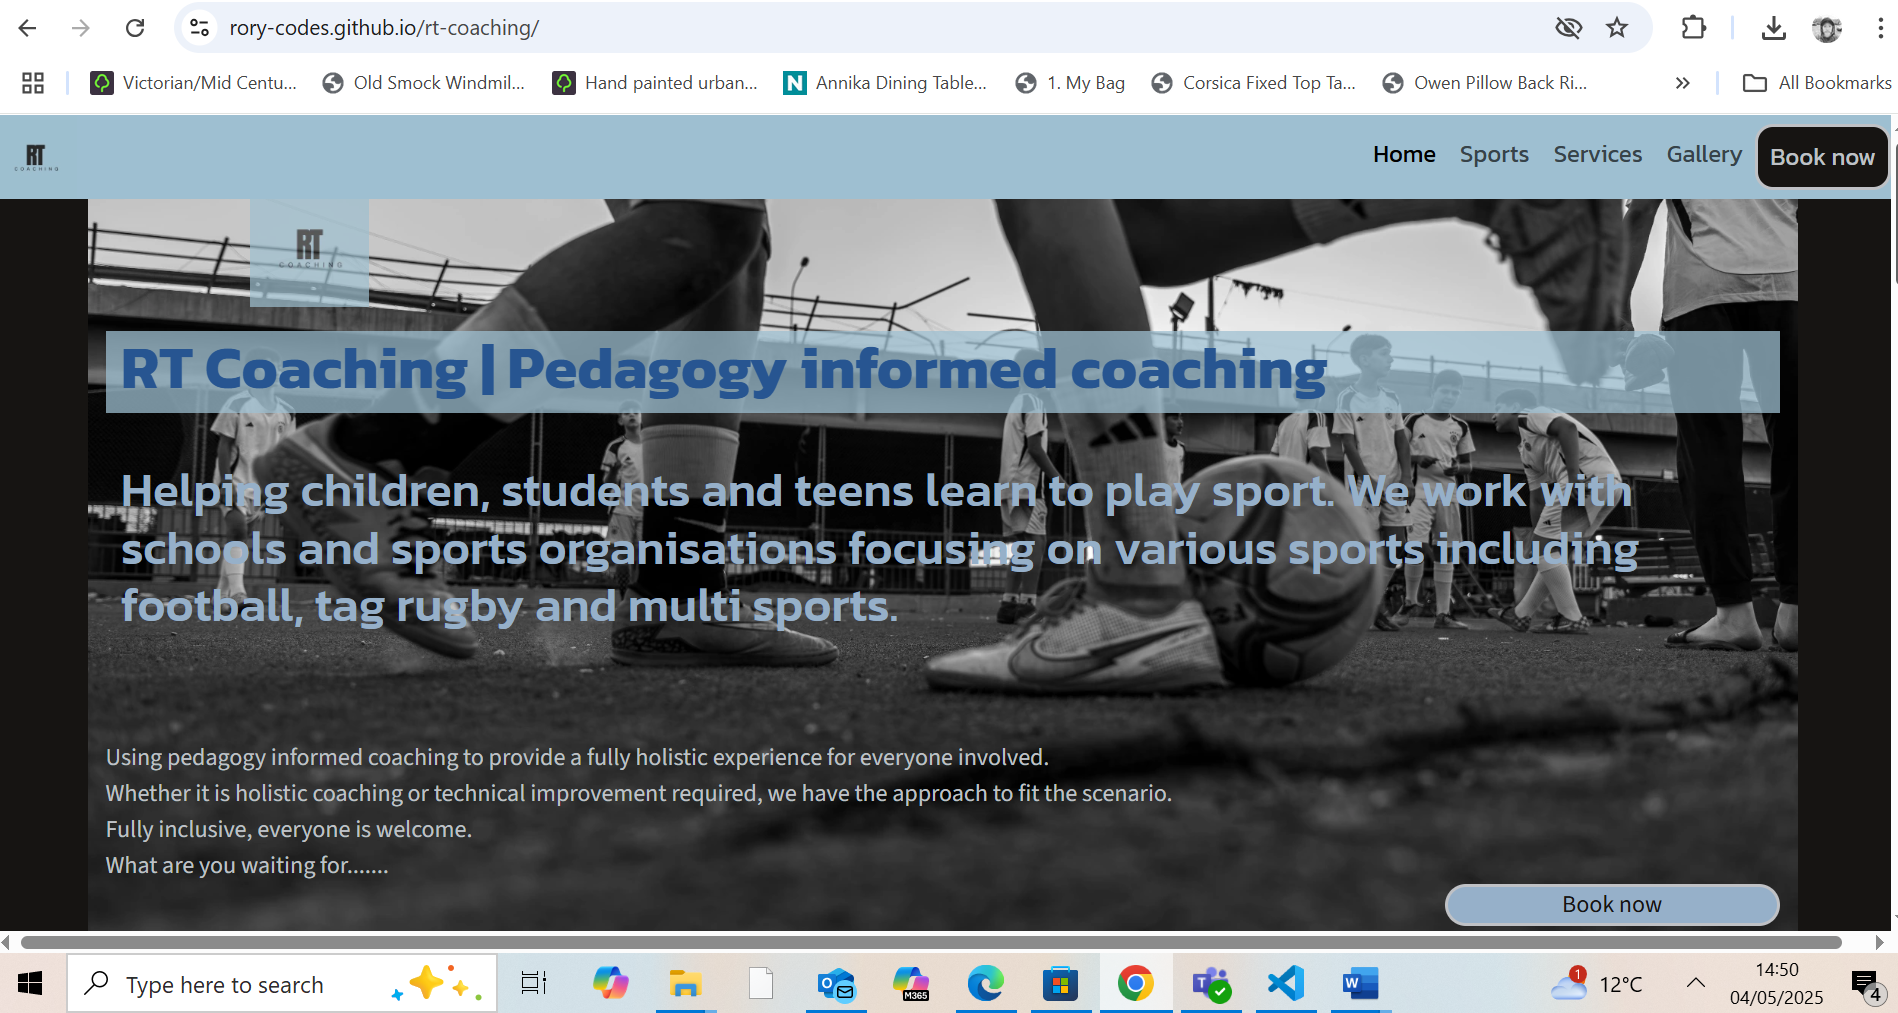 rory-codes.github.io/rt-coaching/
Victorian/Mid Centu...
Old Smock Windmil...
Hand painted urban...
N
Annika Dining Table...
1. My Bag
Corsica Fixed Top Ta...
Owen Pillow Back Ri...
»
All Bookmarks
RT
COACHING
Home
Sports
Services
Gallery
Book now
RT
COACHING
RT Coaching | Pedagogy informed coaching
Helping children, students and teens learn to play sport. We work with
schools and sports organisations focusing on various sports including
football, tag rugby and multi sports.
Using pedagogy informed coaching to provide a fully holistic experience for everyone involved.
Whether it is holistic coaching or technical improvement required, we have the approach to fit the scenario.
Fully inclusive, everyone is welcome.
What are you waiting for.......
Book now
Type here to search
O
M365
T
W
1
12°C
14:50
04/05/2025
4